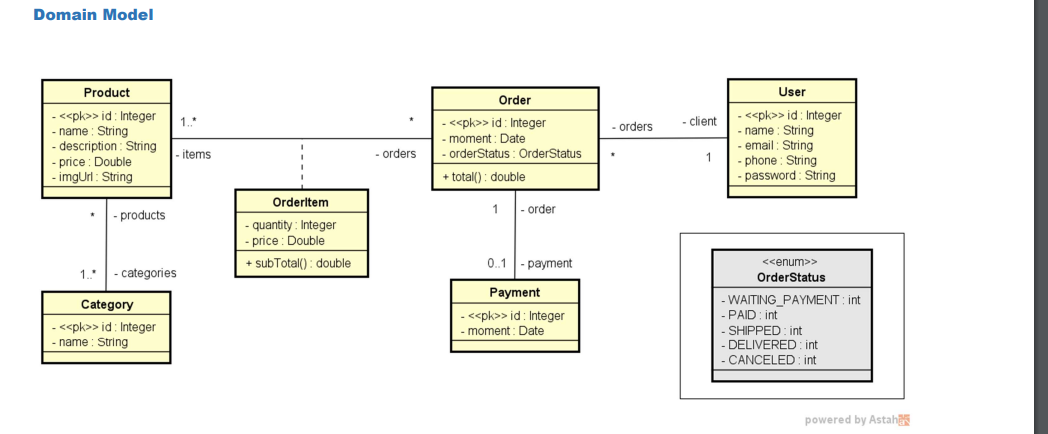 Domain Model
Product
- <<pk>> id : Integer
- name : String
- description : String
- price : Double
- imgUrl : String
1..*
*
- items
- orders
Order
- <<pk>> id : Integer
- moment : Date
- orderStatus : OrderStatus
+ total() : double
- orders
- client
*
1
User
- <<pk>> id : Integer
- name : String
- email : String
- phone : String
- password : String
OrderItem
- quantity : Integer
- price : Double
+ subTotal() : double
* - products
1..* - categories
Category
- <<pk>> id : Integer
- name : String
1 - order
0..1 - payment
Payment
- <<pk>> id : Integer
- moment : Date
<<enum>>
OrderStatus
- WAITING_PAYMENT : int
- PAID : int
- SHIPPED : int
- DELIVERED : int
- CANCELED : int
powered by Astah